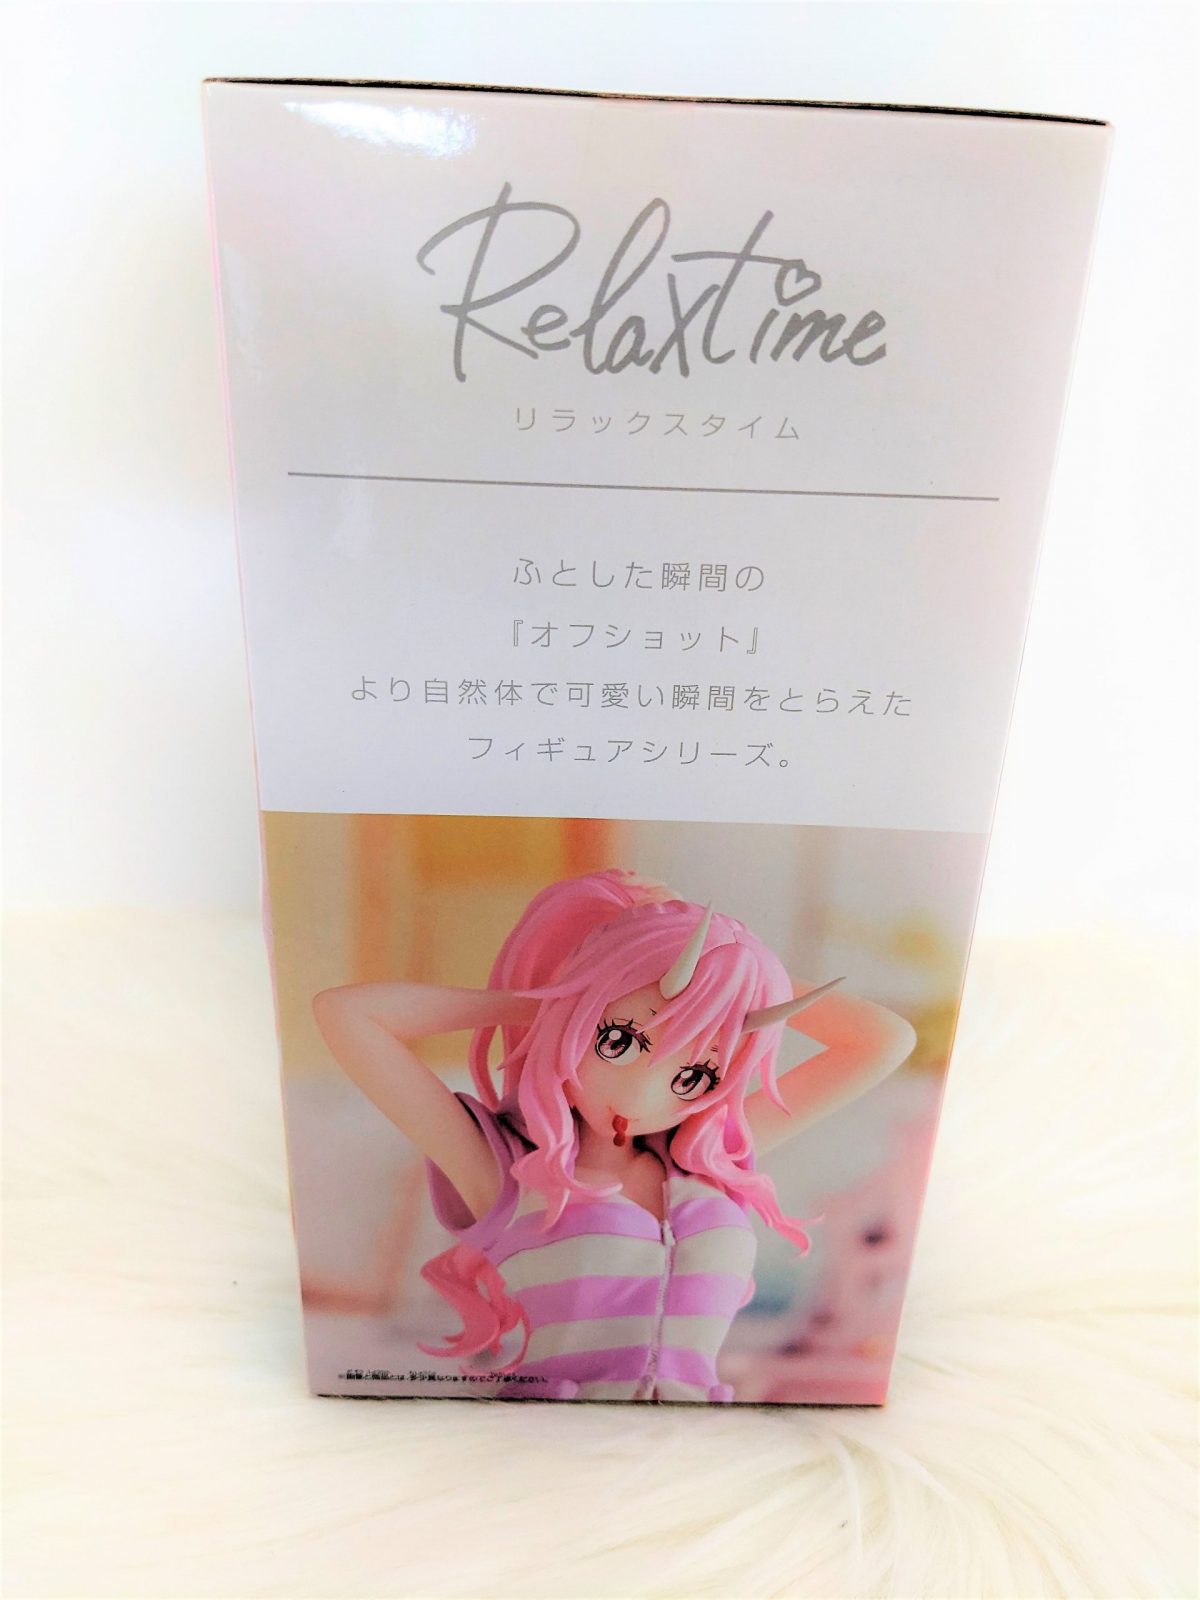 Relaxtime
リラックスタイム
ふとした瞬間の
『オフショット』
より自然体で可愛い瞬間をとらえた
フィギュアシリーズ。